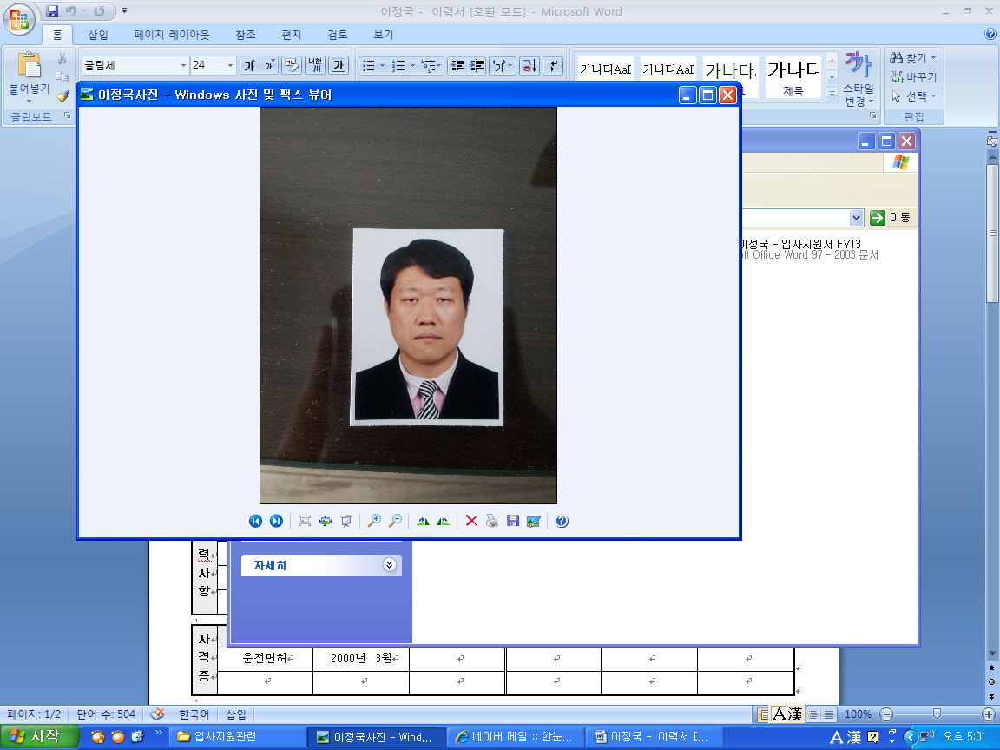 이정국 -  이력서 [호환 모드] - Microsoft Word
홈 삽입 페이지 레이아웃 참조 편지 검토 보기
붙여넣기
클립보드
굴림체 24
가 가 내천 가
가
가나다AaB 가나다AaB 가나다 가나다
제목
스타일
변경
찾기
바꾸기
선택
편집
이정국사진 - Windows 사진 및 팩스 뷰어
이동
이정국 - 입사지원서 FY13
ft Office Word 97 - 2003 문서
자세히
력
사
항
자
격
증
운전면허 2000년 3월
페이지: 1/2 단어 수: 504 한국어 삽입
A漢 100%
시작 입사지원관련 이정국사진 - Wind... 네이버 메일 :: 한눈... 이정국 - 이력서 [... A 漢 오후 5:01